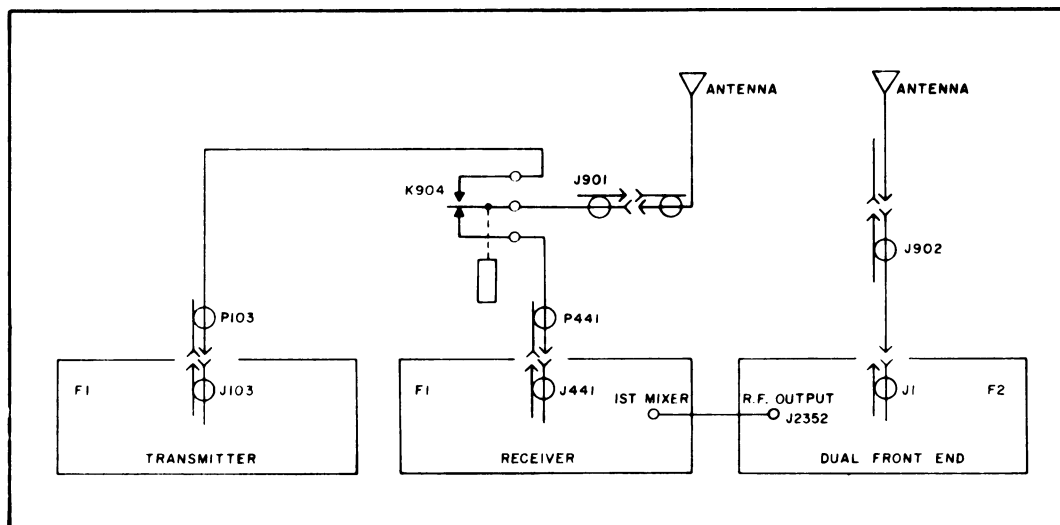 ANTENNA
ANTENNA
J901
K904
J902
P103
P441
F1
J103
F1
J441
1ST MIXER
R.F. OUTPUT
J2352
J1
F2
TRANSMITTER
RECEIVER
DUAL FRONT END